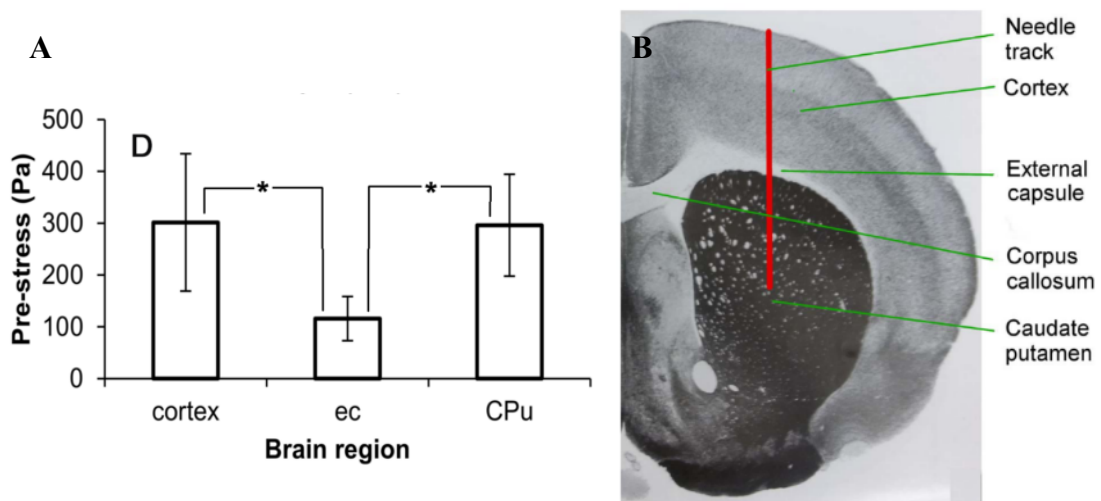 A
D
Pre-stress (Pa)
500
400
300
200
100
0
*
*
cortex
ec
CPu
Brain region
B
Needle
track
Cortex
External
capsule
Corpus
callosum
Caudate
putamen